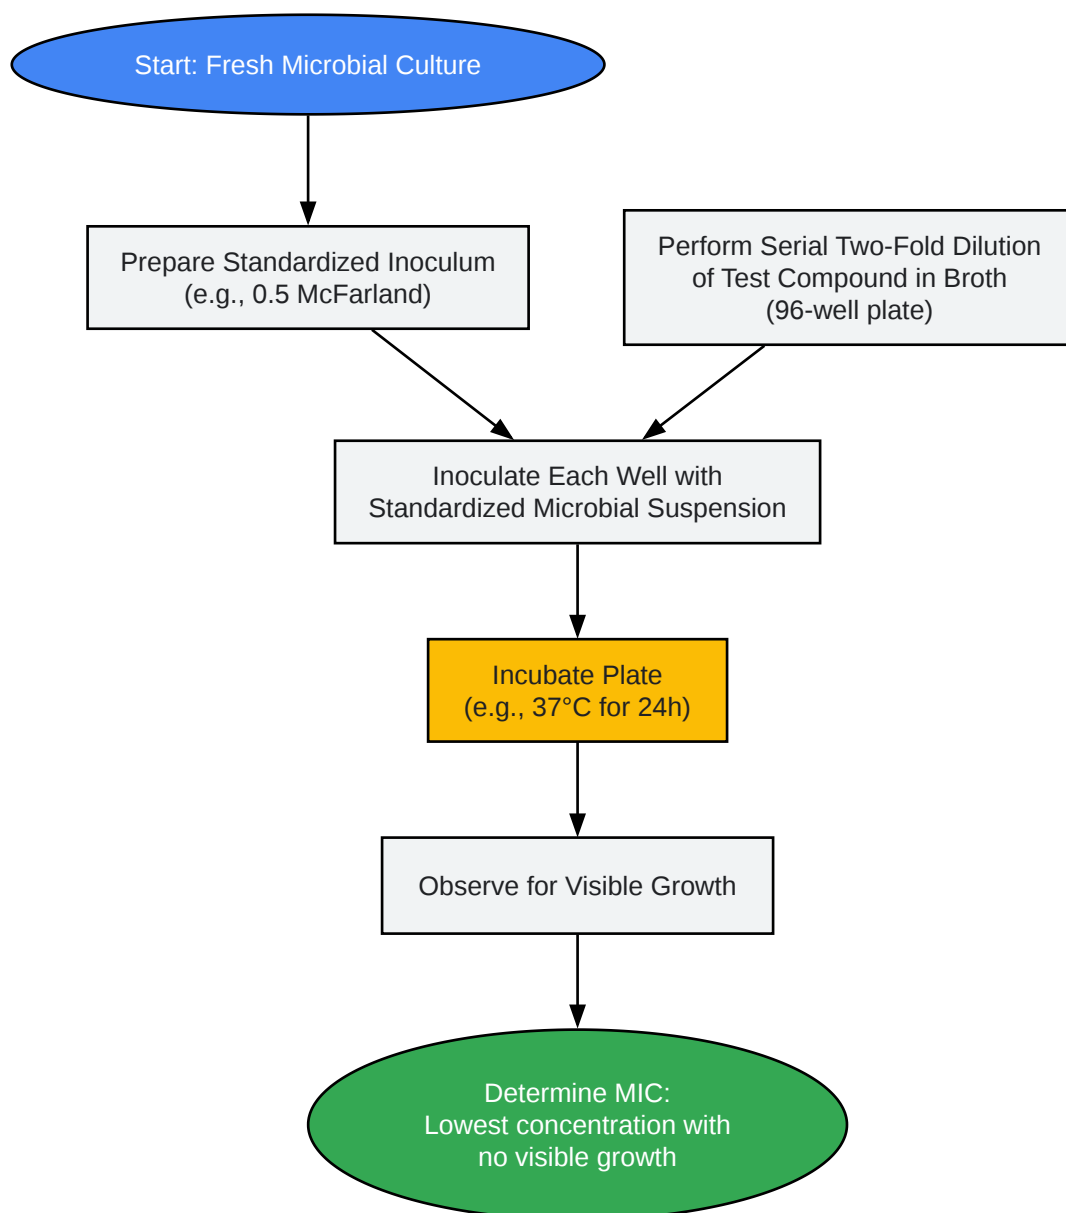 Start: Fresh Microbial Culture
Prepare Standardized Inoculum
(e.g., 0.5 McFarland)
Perform Serial Two-Fold Dilution
of Test Compound in Broth
(96-well plate)
Inoculate Each Well with
Standardized Microbial Suspension
Incubate Plate
(e.g., 37°C for 24h)
Observe for Visible Growth
Determine MIC:
Lowest concentration with
no visible growth